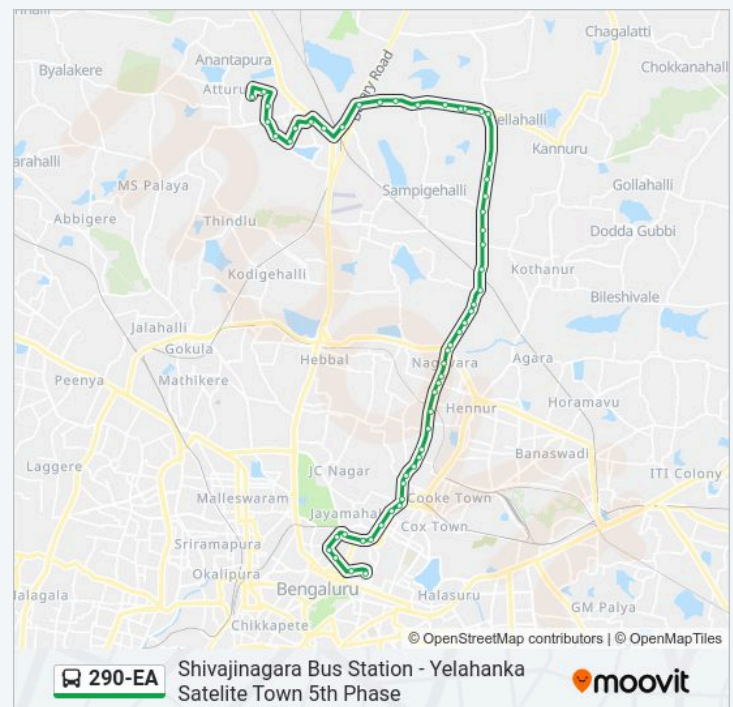 Chagalatti
Anantapura
Byalakere
Chokkanahall
Atturu
Bellary Road
ellahalli
Kannuru
arahalli
MS Palaya
Sampigehalli
Gollahalli
Abbigere
Thindlu
Dodda Gubbi
Kodigehalli
Kothanur
Bileshivale
Jalahalli
Gokula
Hebbal
Nagavara
Agara
Peenya
Mathikere
Hennur
Horamavu
Banaswadi
Laggere
JC Nagar
ITI Colony
Malleswaram
Cooke Town
Jayamahal
Cox Town
Sriramapura
Okalipura
Bengaluru
Halasuru
alagala
GM Palya
Chikkapete
© OpenStreetMap contributors | © OpenMapTiles
290-EA
Shivajinagara Bus Station - Yelahanka
Satelite Town 5th Phase
moovit